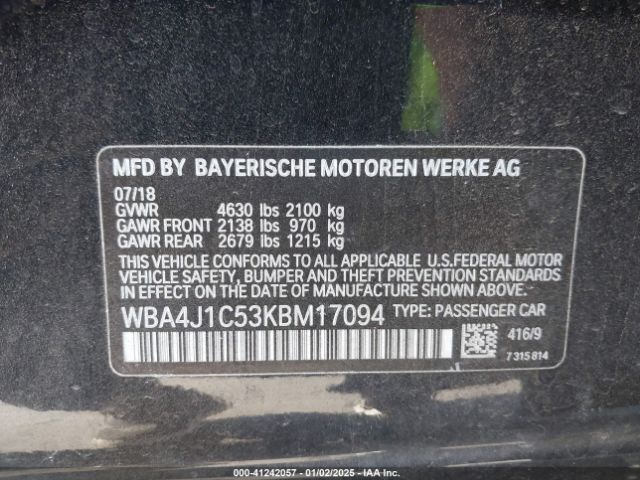 MFD BY BAYERISCHE MOTOREN WERKE AG
07/18
GVWR 4630 lbs 2100 kg
GAWR FRONT 2138 lbs 970 kg
GAWR REAR 2679 lbs 1215 kg
THIS VEHICLE CONFORMS TO ALL APPLICABLE U.S.FEDERAL MOTOR
VEHICLE SAFETY, BUMPER AND THEFT PREVENTION STANDARDS
IN EFFECT ON THE DATE OF MANUFACTURE SHOWN ABOVE.
WBA4J1C53KBM17094 TYPE: PASSENGER CAR
416/9
7 315 814
000-41242057 - 01/02/2025 - IAA Inc.